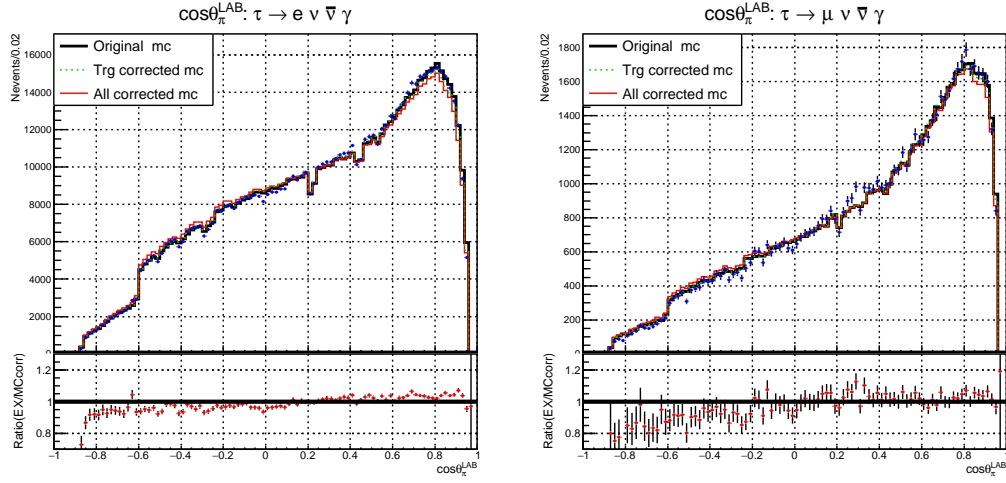 cosθ_π^LAB: τ → e ν ν̄ γ
Nevents/0.02
16000
14000
12000
10000
8000
6000
4000
2000
Original mc
Trg corrected mc
All corrected mc
Ratio(EX/MCcorr)
1.2
1
0.8
−1 −0.8 −0.6 −0.4 −0.2 0 0.2 0.4 0.6 0.8 1
cosθ_π^LAB
cosθ_π^LAB: τ → μ ν ν̄ γ
Nevents/0.02
1800
1600
1400
1200
1000
800
600
400
200
Original mc
Trg corrected mc
All corrected mc
Ratio(EX/MCcorr)
1.2
1
0.8
−1 −0.8 −0.6 −0.4 −0.2 0 0.2 0.4 0.6 0.8 1
cosθ_π^LAB